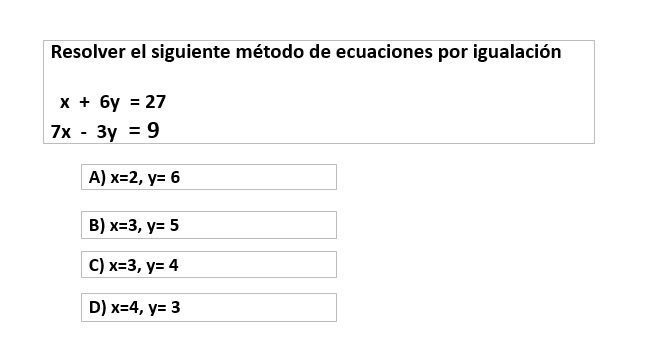 Resolver el siguiente método de ecuaciones por igualación
x + 6y = 27
7x - 3y = 9
A) x=2, y= 6
B) x=3, y= 5
C) x=3, y= 4
D) x=4, y= 3